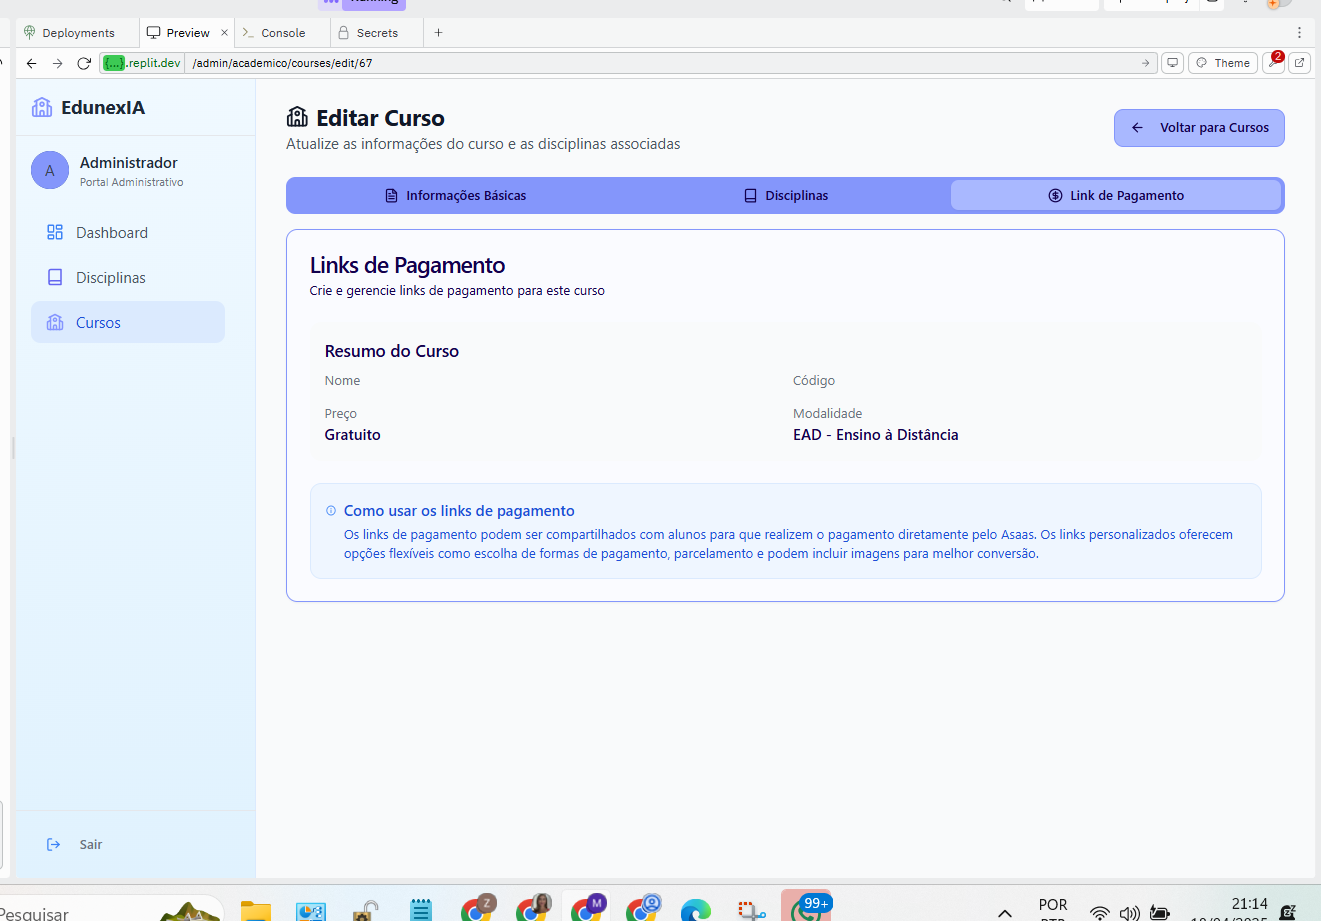 Running
Deployments
Preview
Console
Secrets
{...}.replit.dev /admin/academico/courses/edit/67
Theme
2
EdunexIA
A
Administrador
Portal Administrativo
Dashboard
Disciplinas
Cursos
Sair
Editar Curso
Atualize as informações do curso e as disciplinas associadas
Voltar para Cursos
Informações Básicas
Disciplinas
Link de Pagamento
Links de Pagamento
Crie e gerencie links de pagamento para este curso
Resumo do Curso
Nome
Código
Preço
Gratuito
Modalidade
EAD - Ensino à Distância
Como usar os links de pagamento
Os links de pagamento podem ser compartilhados com alunos para que realizem o pagamento diretamente pelo Asaas. Os links personalizados oferecem
opções flexíveis como escolha de formas de pagamento, parcelamento e podem incluir imagens para melhor conversão.
Pesquisar
Z
M
99+
POR
21:14